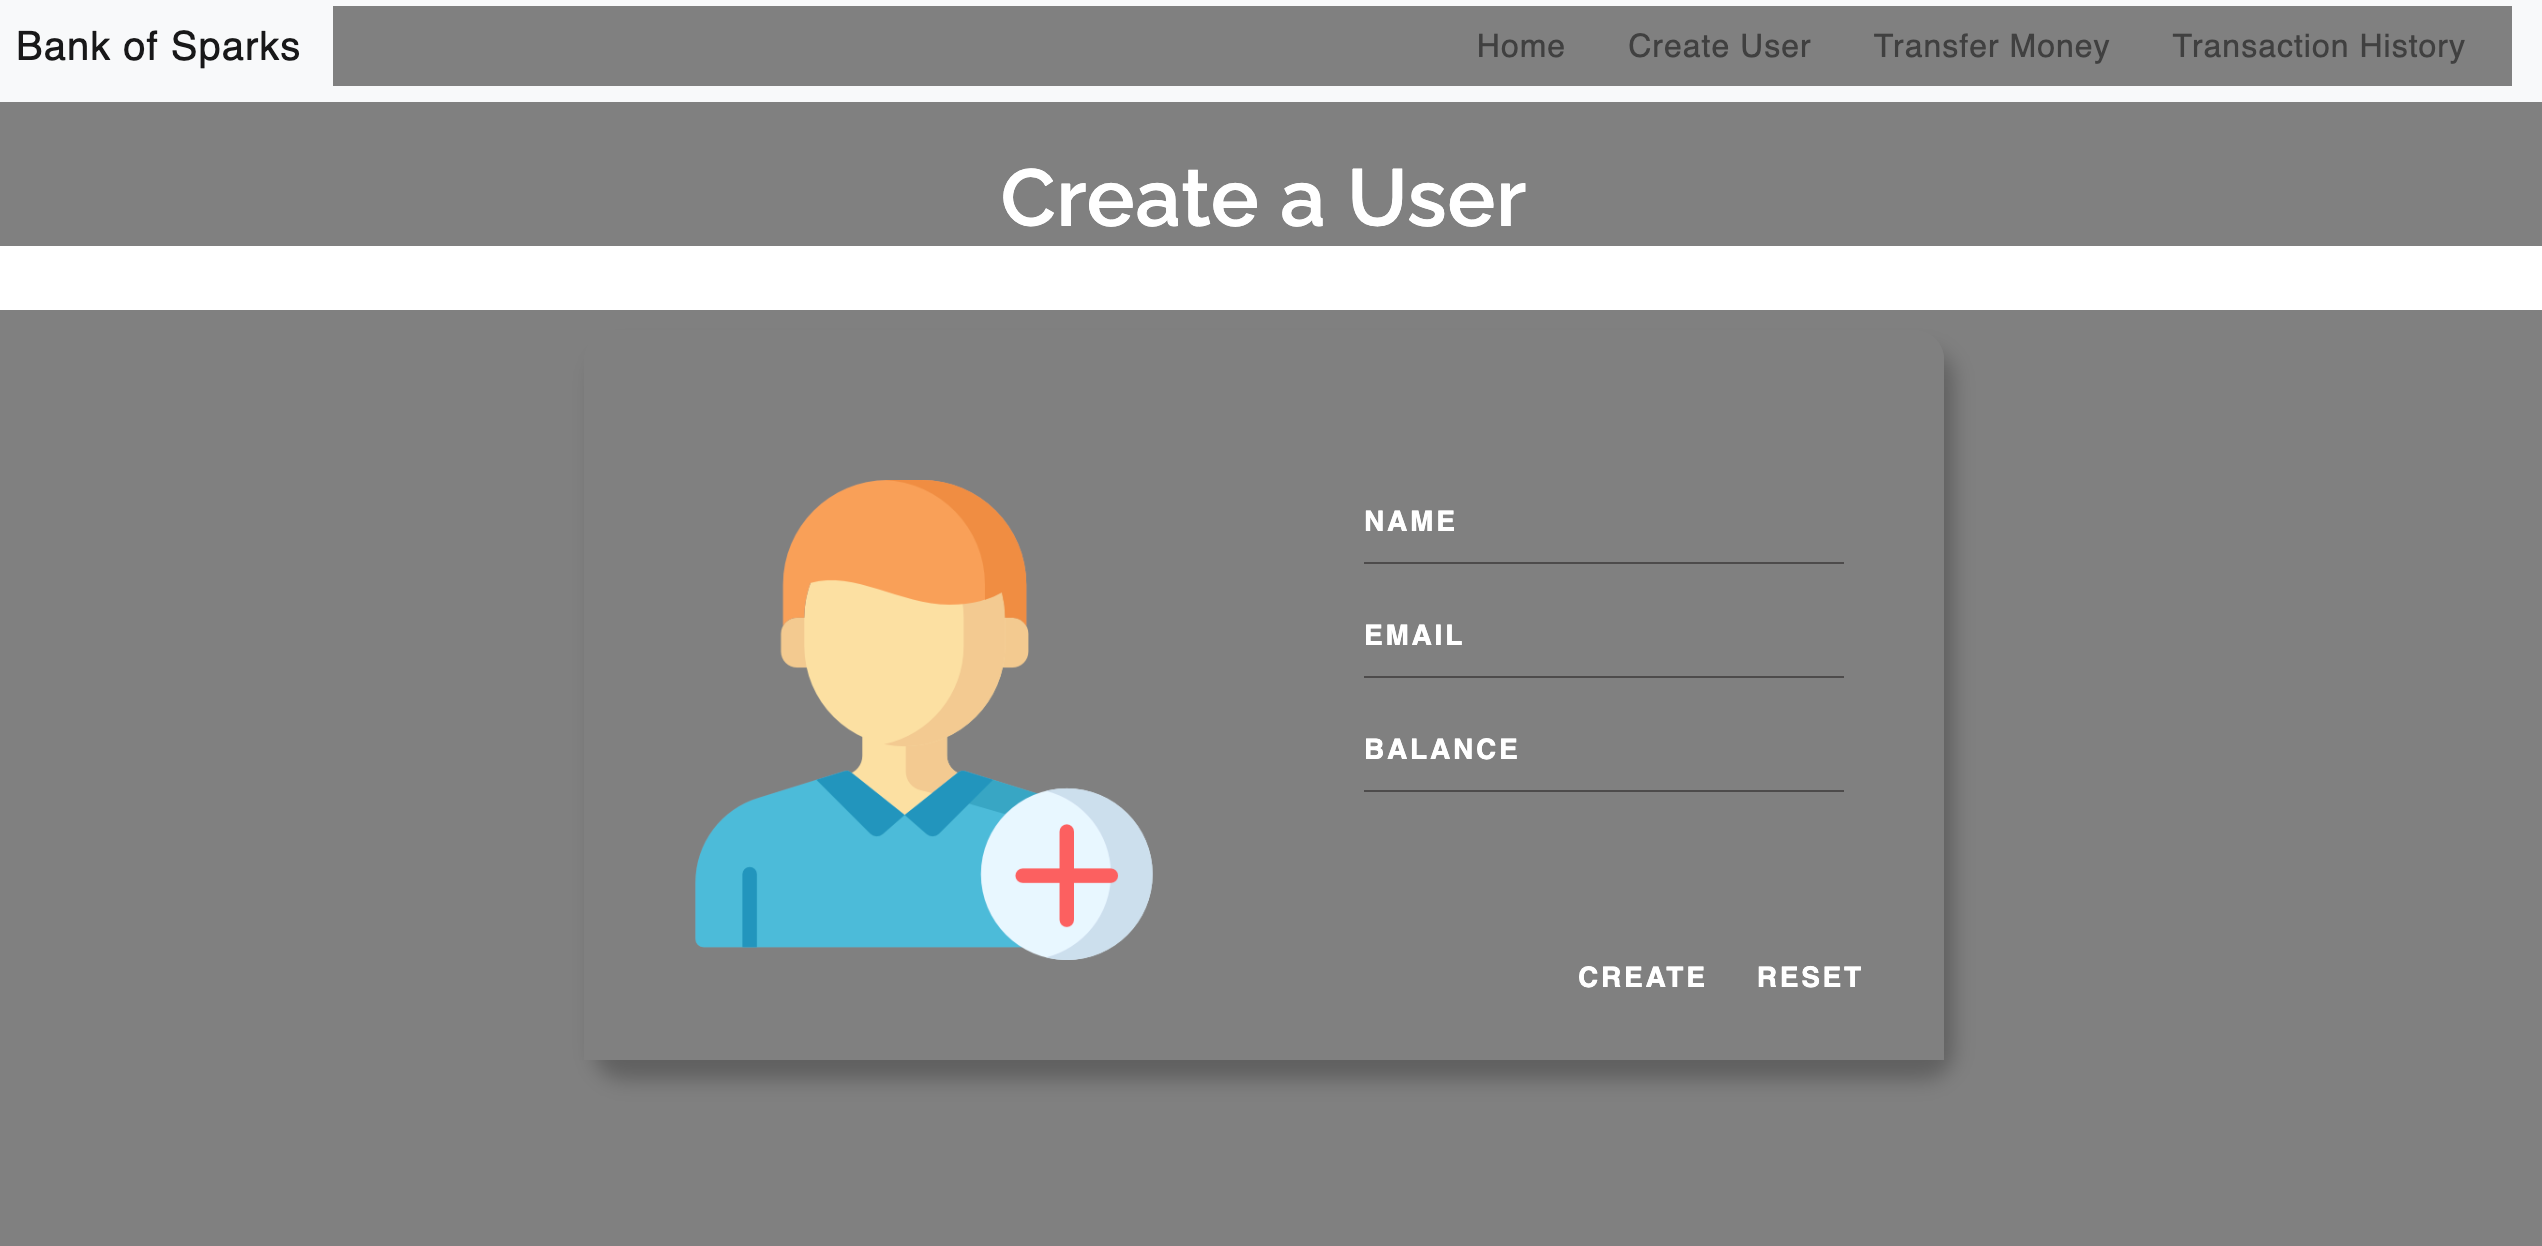 Bank of Sparks
Home Create User Transfer Money Transaction History
Create a User
NAME
EMAIL
BALANCE
CREATE RESET